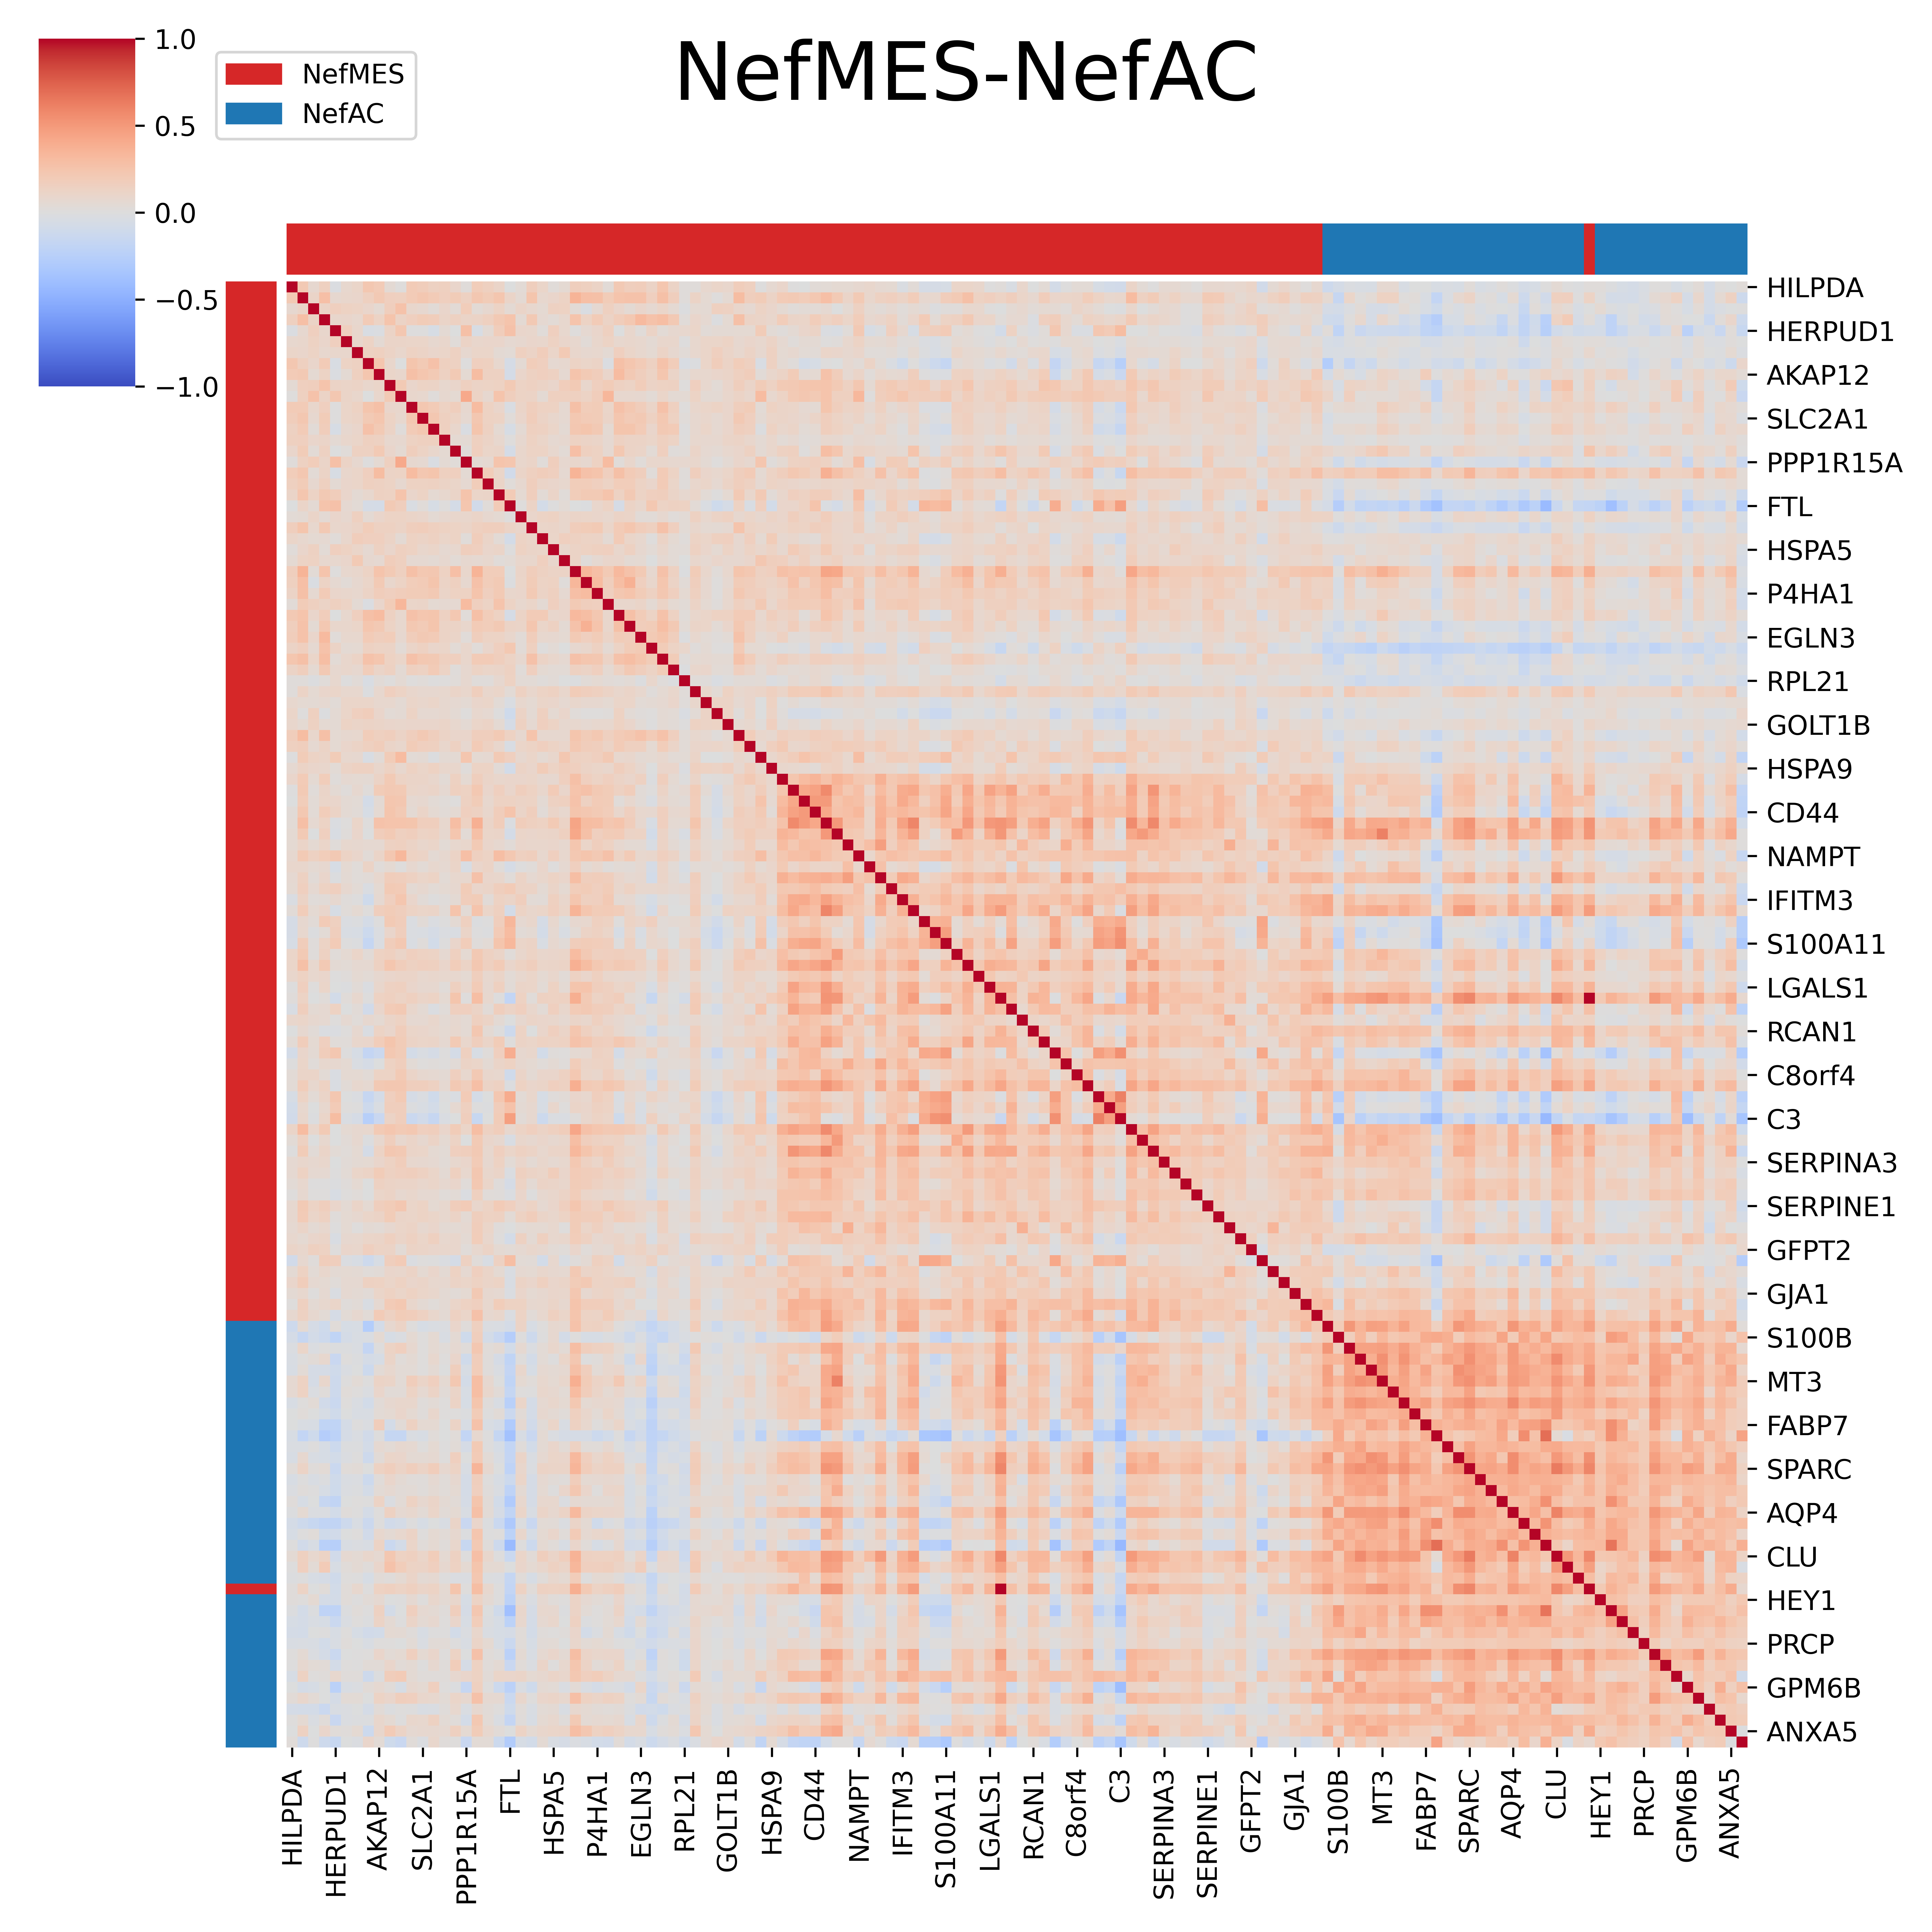 NefMES-NefAC
1.0
0.5
0.0
−0.5
−1.0
NefMES
NefAC
HILPDA
HERPUD1
AKAP12
SLC2A1
PPP1R15A
FTL
HSPA5
P4HA1
EGLN3
RPL21
GOLT1B
HSPA9
CD44
NAMPT
IFITM3
S100A11
LGALS1
RCAN1
C8orf4
C3
SERPINA3
SERPINE1
GFPT2
GJA1
S100B
MT3
FABP7
SPARC
AQP4
CLU
HEY1
PRCP
GPM6B
ANXA5
HILPDA
HERPUD1
AKAP12
SLC2A1
PPP1R15A
FTL
HSPA5
P4HA1
EGLN3
RPL21
GOLT1B
HSPA9
CD44
NAMPT
IFITM3
S100A11
LGALS1
RCAN1
C8orf4
C3
SERPINA3
SERPINE1
GFPT2
GJA1
S100B
MT3
FABP7
SPARC
AQP4
CLU
HEY1
PRCP
GPM6B
ANXA5